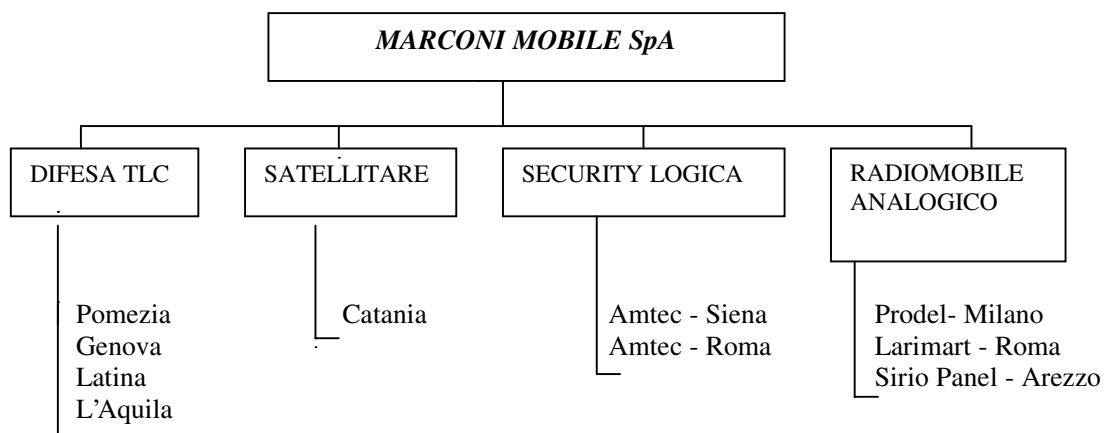 MARCONI MOBILE SpA
DIFESA TLC
SATELLITARE
SECURITY LOGICA
RADIOMOBILE
ANALOGICO
Pomezia
Genova
Latina
L'Aquila
Catania
Amtec - Siena
Amtec - Roma
Prodel- Milano
Larimart - Roma
Sirio Panel - Arezzo